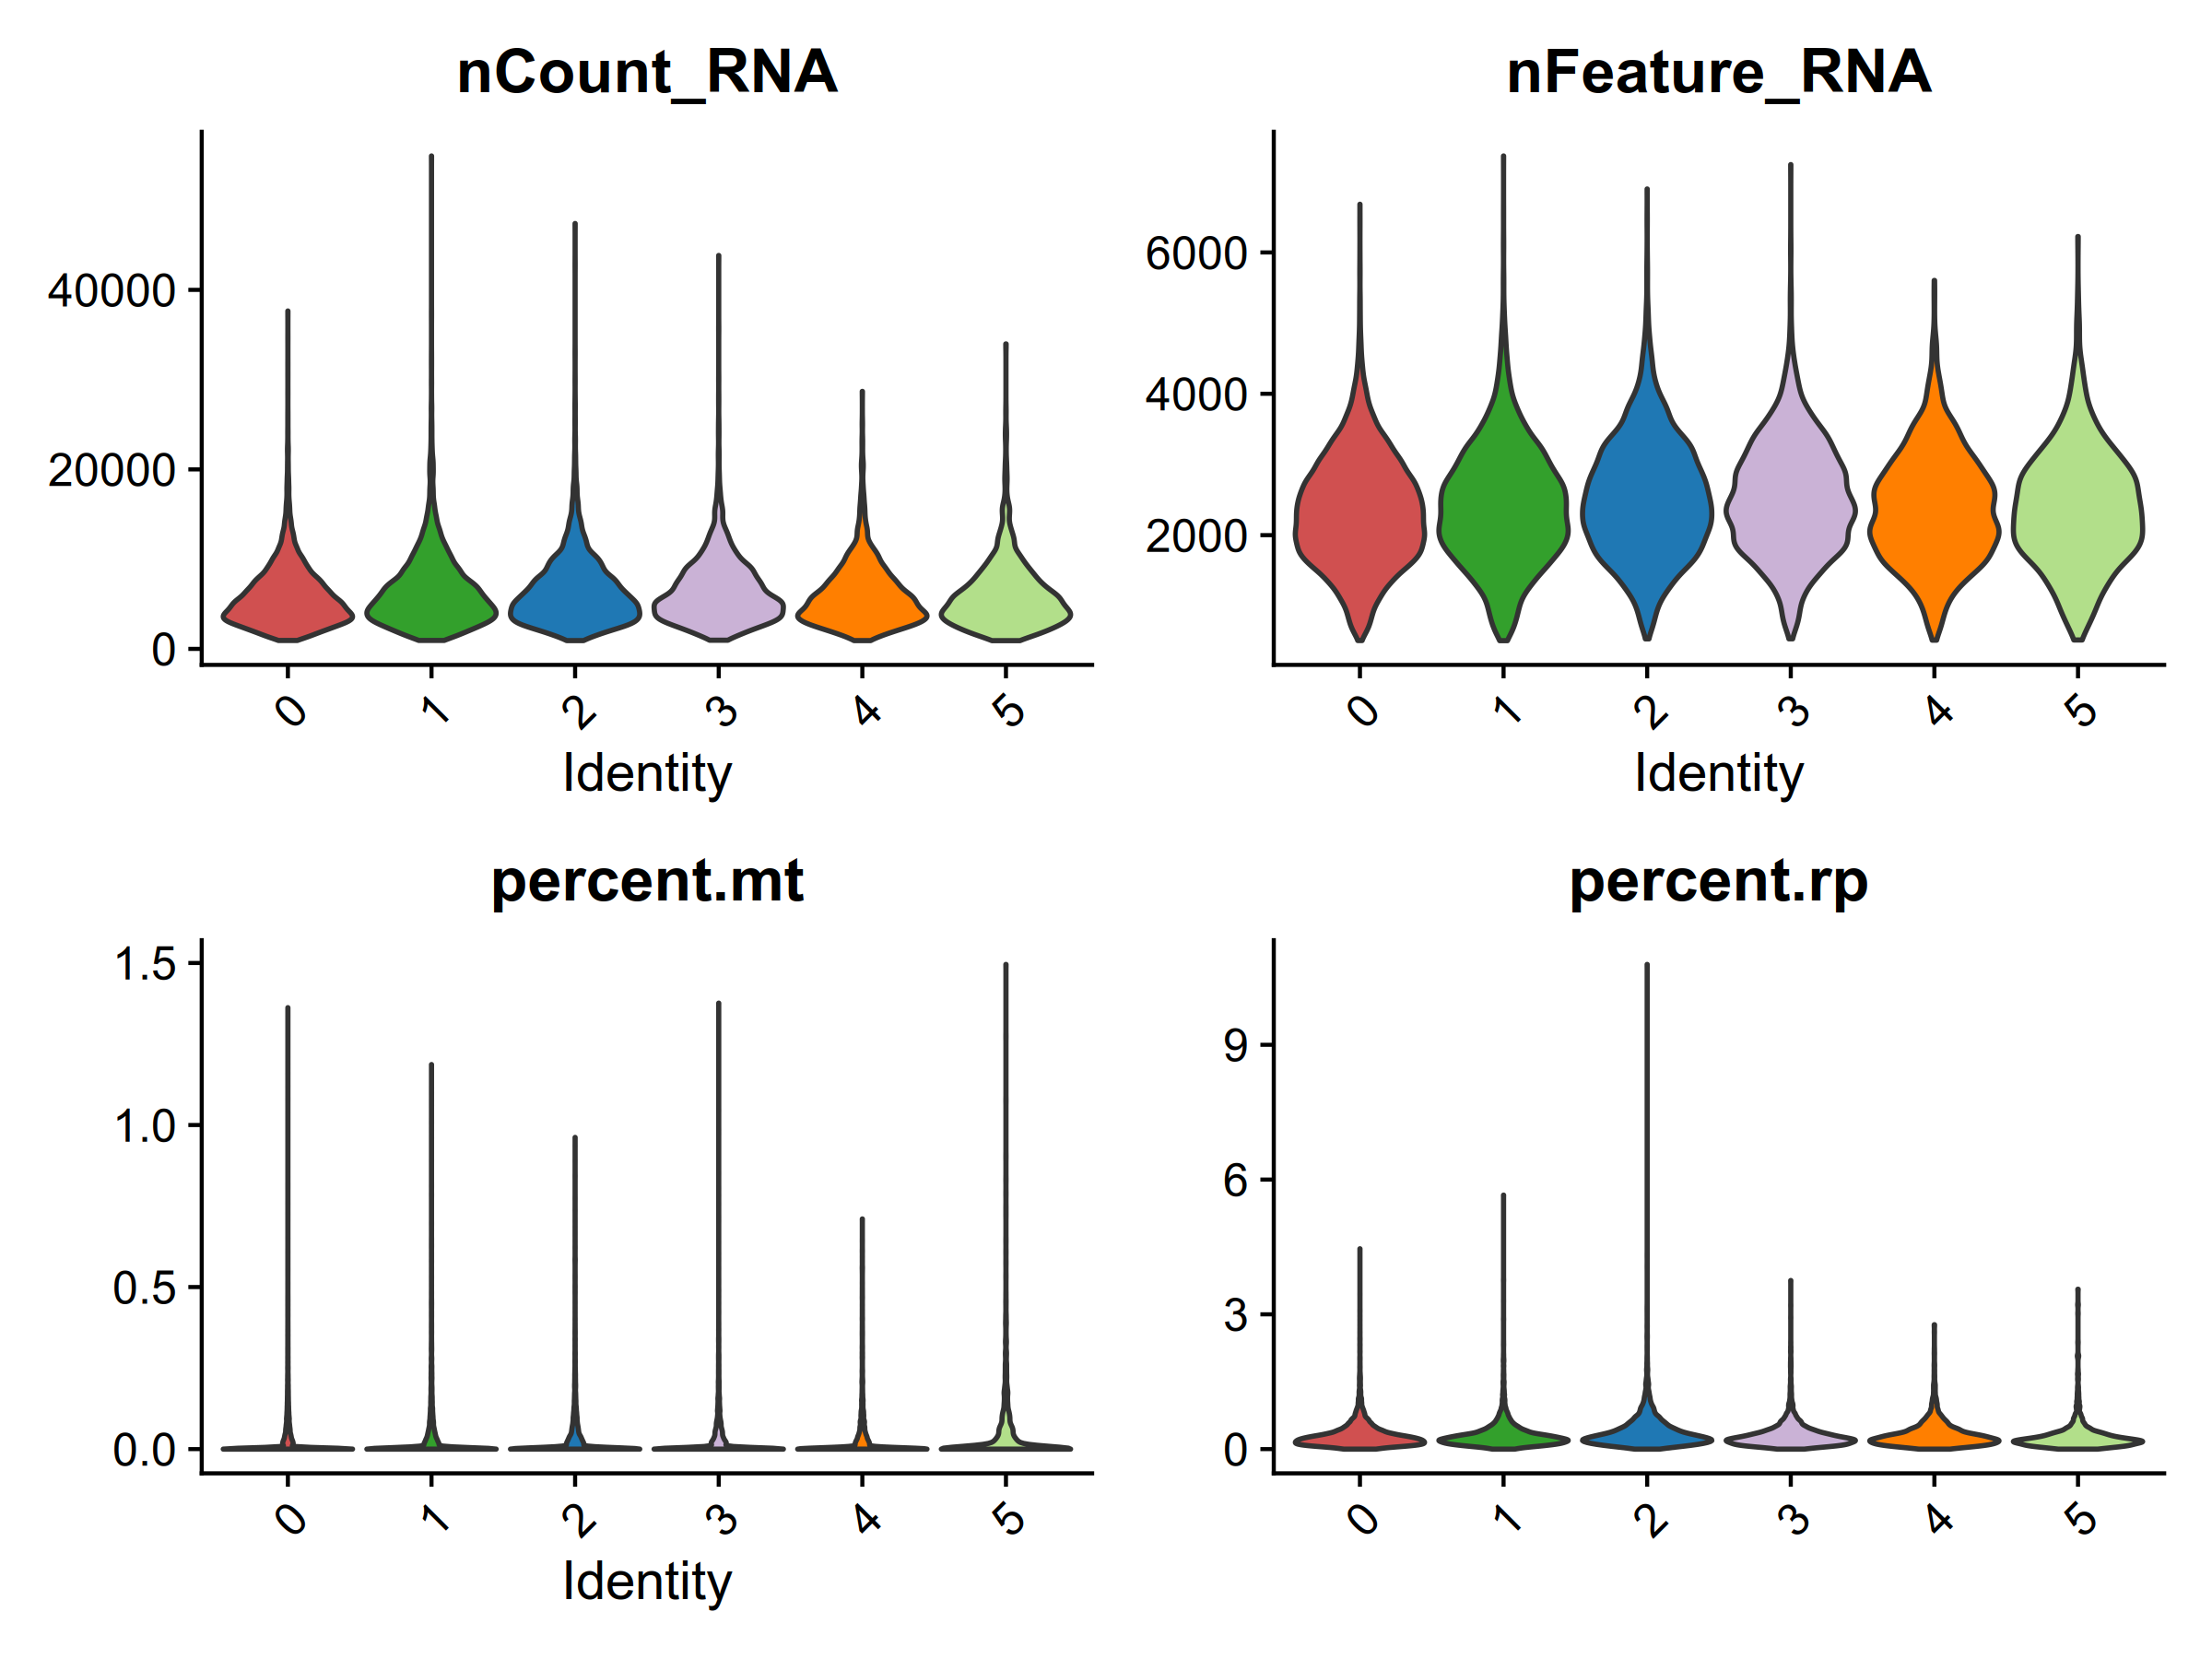 nCount_RNA
40000
20000
0
0 1 2 3 4 5
Identity
nFeature_RNA
6000
4000
2000
0 1 2 3 4 5
Identity
percent.mt
1.5
1.0
0.5
0.0
0 1 2 3 4 5
Identity
percent.rp
9
6
3
0
0 1 2 3 4 5